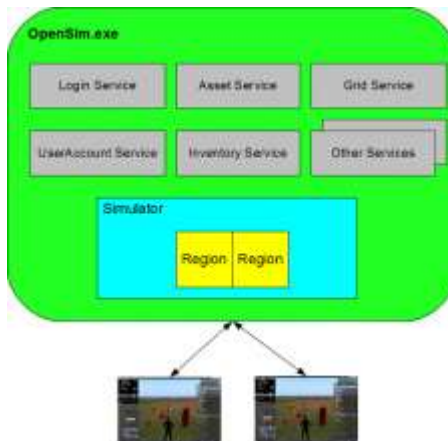 OpenSim.exe
Login Service
Asset Service
Grid Service
UserAccount Service
Inventory Service
Other Services
Simulator
Region
Region